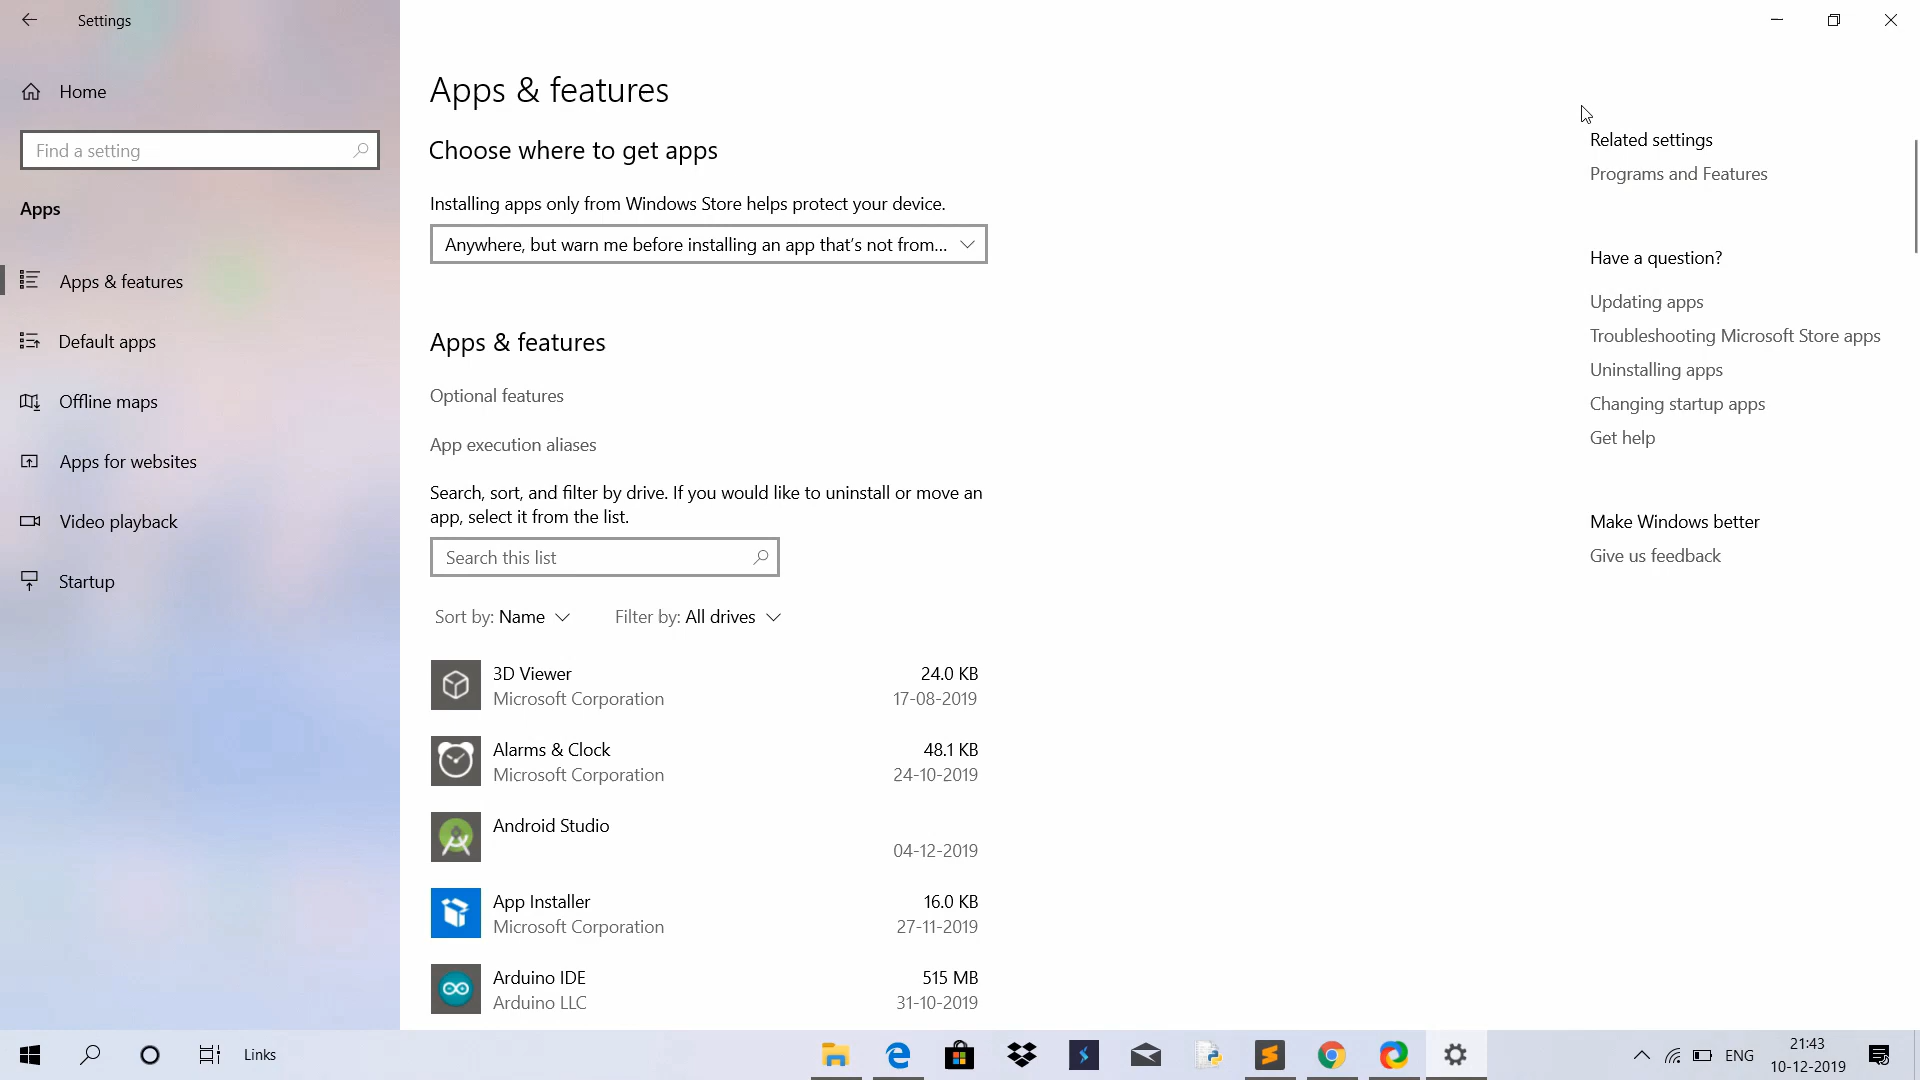 Settings
Home
Find a setting
Apps
Apps & features
Default apps
Offline maps
Apps for websites
Video playback
Startup
Apps & features
Choose where to get apps
Installing apps only from Windows Store helps protect your device.
Anywhere, but warn me before installing an app that's not from...
Apps & features
Optional features
App execution aliases
Search, sort, and filter by drive. If you would like to uninstall or move an
app, select it from the list.
Search this list
Sort by: Name Filter by: All drives
3D Viewer 24.0 KB
Microsoft Corporation 17-08-2019
Alarms & Clock 48.1 KB
Microsoft Corporation 24-10-2019
Android Studio
04-12-2019
App Installer 16.0 KB
Microsoft Corporation 27-11-2019
Arduino IDE 515 MB
Arduino LLC 31-10-2019
Related settings
Programs and Features
Have a question?
Updating apps
Troubleshooting Microsoft Store apps
Uninstalling apps
Changing startup apps
Get help
Make Windows better
Give us feedback
Links
ENG
21:43
10-12-2019